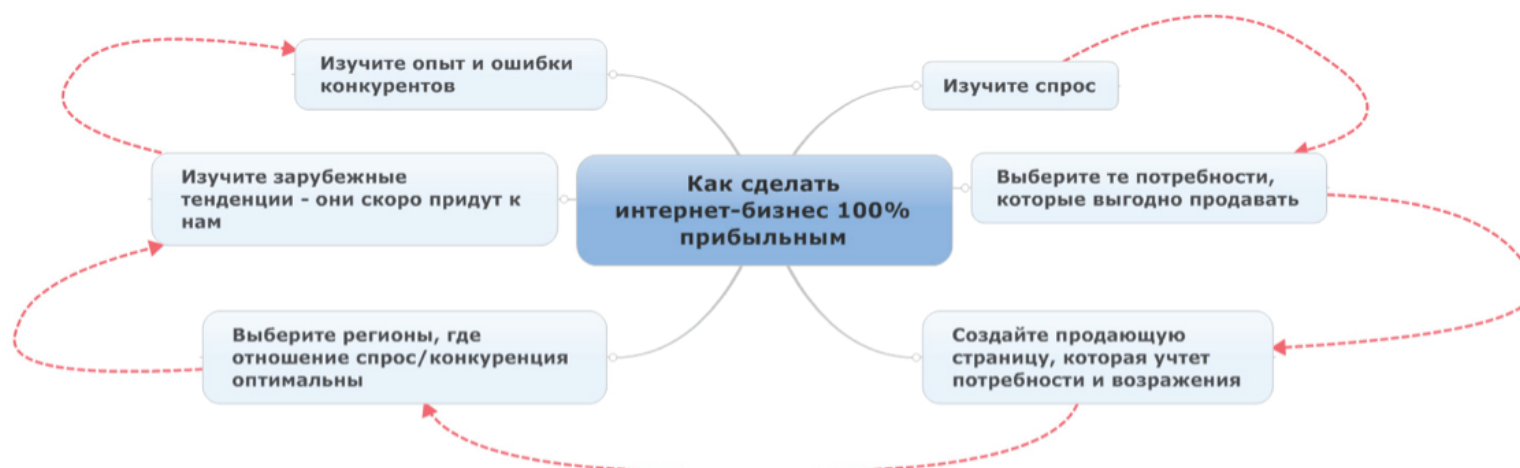 Как сделать
интернет-бизнес 100%
прибыльным
Изучите спрос
Выберите те потребности,
которые выгодно продавать
Создайте продающую
страницу, которая учтет
потребности и возражения
Выберите регионы, где
отношение спрос/конкуренция
оптимальны
Изучите зарубежные
тенденции - они скоро придут к
нам
Изучите опыт и ошибки
конкурентов